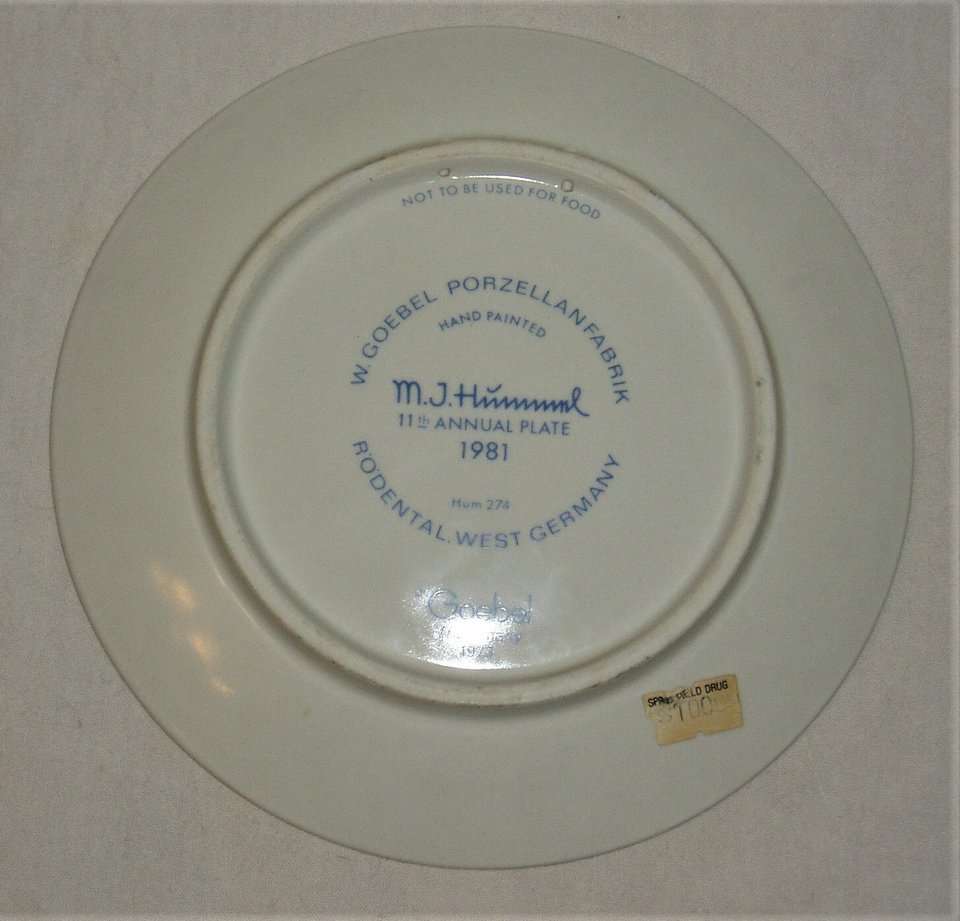 NOT TO BE USED FOR FOOD
W. GOEBEL PORZELLANFABRIK
HAND PAINTED
M.J.Hummel
11th ANNUAL PLATE
1981
Hum 274
RÖDENTAL, WEST GERMANY
Goebel
DRUG